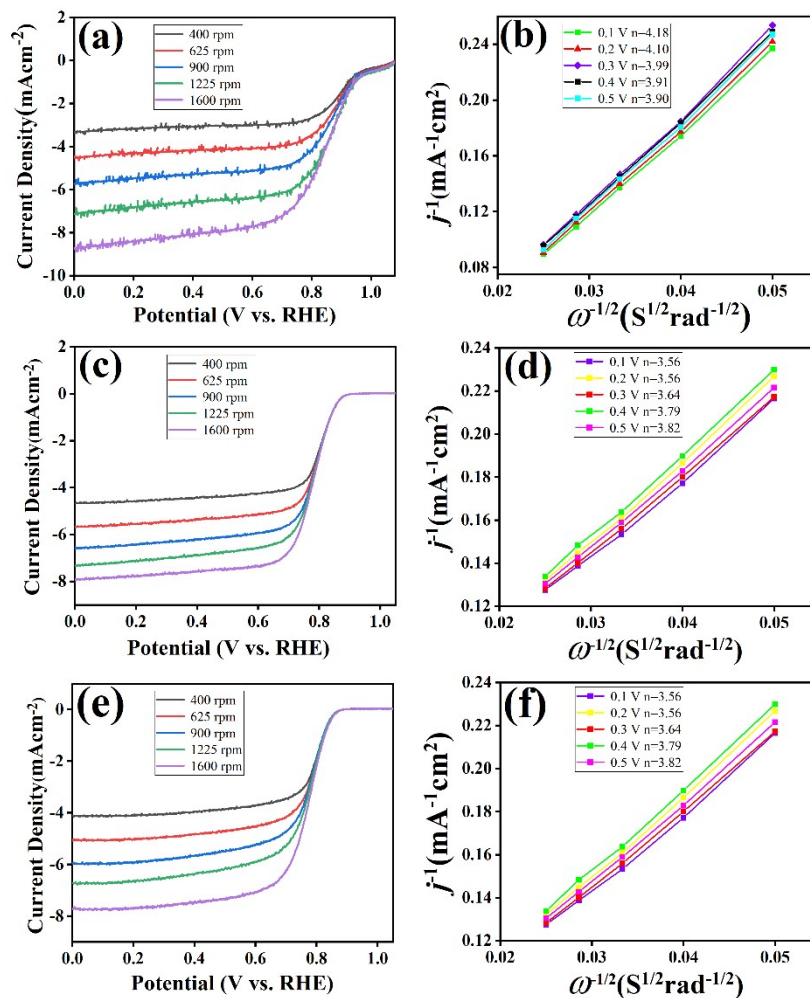 (a)
400 rpm
625 rpm
900 rpm
1225 rpm
1600 rpm
2
0
-2
-4
-6
-8
-10
0.0 0.2 0.4 0.6 0.8 1.0
Current Density(mAcm-2)
Potential (V vs. RHE)
(b)
0.1 V n=4.18
0.2 V n=4.10
0.3 V n=3.99
0.4 V n=3.91
0.5 V n=3.90
0.24
0.20
0.16
0.12
0.08
0.02 0.03 0.04 0.05
j-1(mA-1cm2)
ω-1/2(S1/2rad-1/2)
(c)
400 rpm
625 rpm
900 rpm
1225 rpm
1600 rpm
2
0
-2
-4
-6
-8
0.0 0.2 0.4 0.6 0.8 1.0
Current Density(mAcm-2)
Potential (V vs. RHE)
(d)
0.1 V n=3.56
0.2 V n=3.56
0.3 V n=3.64
0.4 V n=3.79
0.5 V n=3.82
0.24
0.22
0.20
0.18
0.16
0.14
0.12
0.02 0.03 0.04 0.05
j-1(mA-1cm2)
ω-1/2(S1/2rad-1/2)
(e)
400 rpm
625 rpm
900 rpm
1225 rpm
1600 rpm
2
0
-2
-4
-6
-8
0.0 0.2 0.4 0.6 0.8 1.0
Current Density(mAcm-2)
Potential (V vs. RHE)
(f)
0.1 V n=3.56
0.2 V n=3.56
0.3 V n=3.64
0.4 V n=3.79
0.5 V n=3.82
0.24
0.22
0.20
0.18
0.16
0.14
0.12
0.02 0.03 0.04 0.05
j-1(mA-1cm2)
ω-1/2(S1/2rad-1/2)